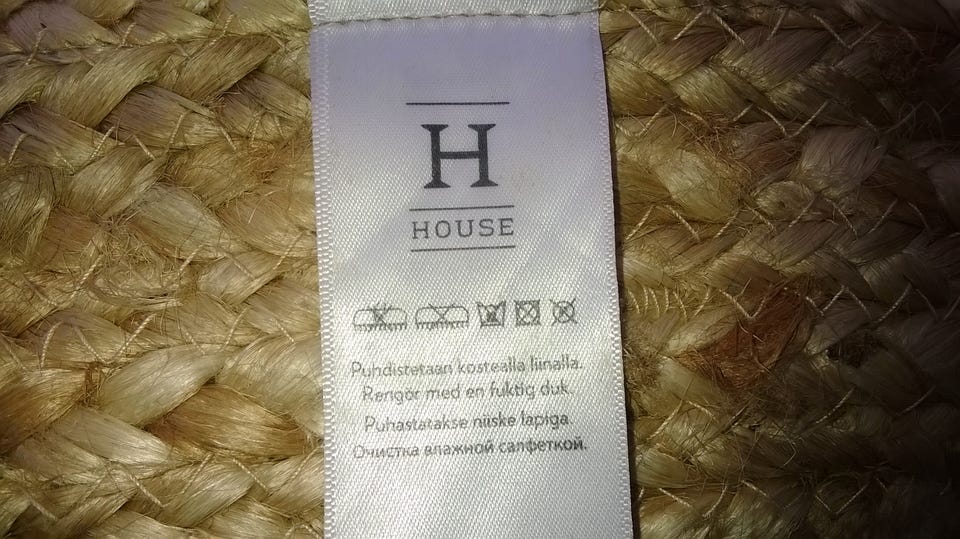 H
HOUSE
Puhdistetaan kostealla liinalla.
Rengör med en fuktig duk.
Puhastatakse niiske lapiga.
Очистка влажной салфеткой.